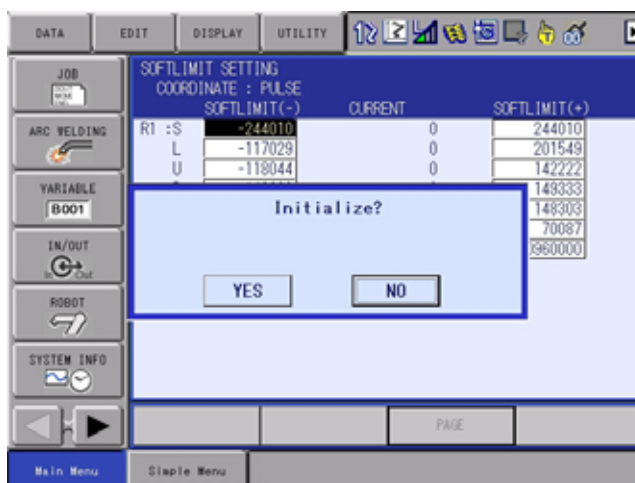 DATA EDIT DISPLAY UTILITY
JOB
ARC WELDING
VARIABLE
B001
IN/OUT
In Out
ROBOT
SYSTEM INFO
SOFTLIMIT SETTING
COORDINATE : PULSE
SOFTLIMIT(-) CURRENT SOFTLIMIT(+)
R1 :S -244010 0 244010
L -117029 0 201549
U -118044 0 142222
149333
148303
70087
Initialize?
YES NO
PAGE
Main Menu Simple Menu